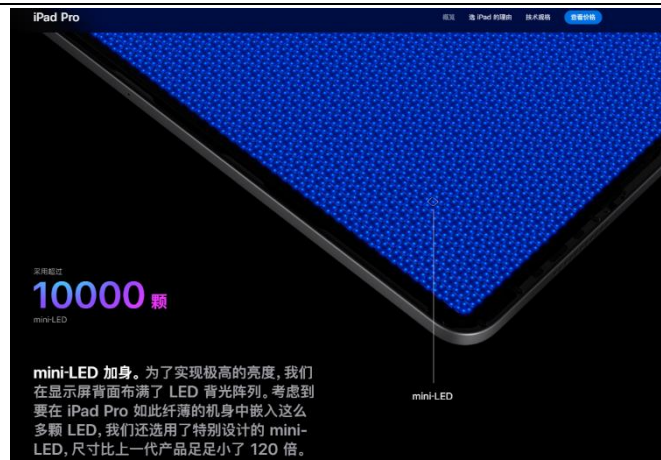 iPad Pro
概览 选 iPad 的理由 技术规格 查看价格
采用超过
10000 颗
mini-LED
mini-LED
mini-LED 加身。为了实现极高的亮度，我们
在显示屏背面布满了 LED 背光阵列。考虑到
要在 iPad Pro 如此纤薄的机身中嵌入这么
多颗 LED，我们还选用了特别设计的 mini-
LED，尺寸比上一代产品足足小了 120 倍。